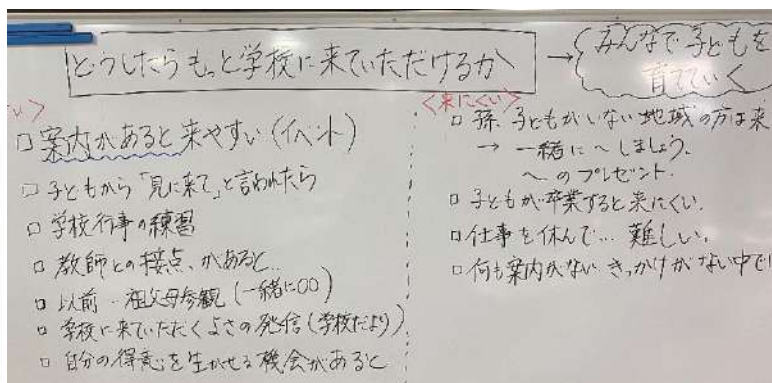 どうしたらもっと学校に来ていただけるか
→ みんなで子どもを
育てていく
い>
□ 案内があると来やすい (イベント)
□ 子どもから「見に来て」と言われたら
□ 学校行事の練習
□ 教師との接点、があると…
□ 以前…祖父母参観 (一緒に○○)
□ 学校に来ていただくよさの発信 (学校だより)
□ 自分の得意を生かせる機会があると
<来にくい>
□ 孫、子どもがいない地域の方は来
→ 一緒に〜しましょう。
〜のプレゼント.
□ 子どもが卒業すると来にくい.
□ 仕事を休んで… 難しい.
□ 何も案内がない きっかけがない中で